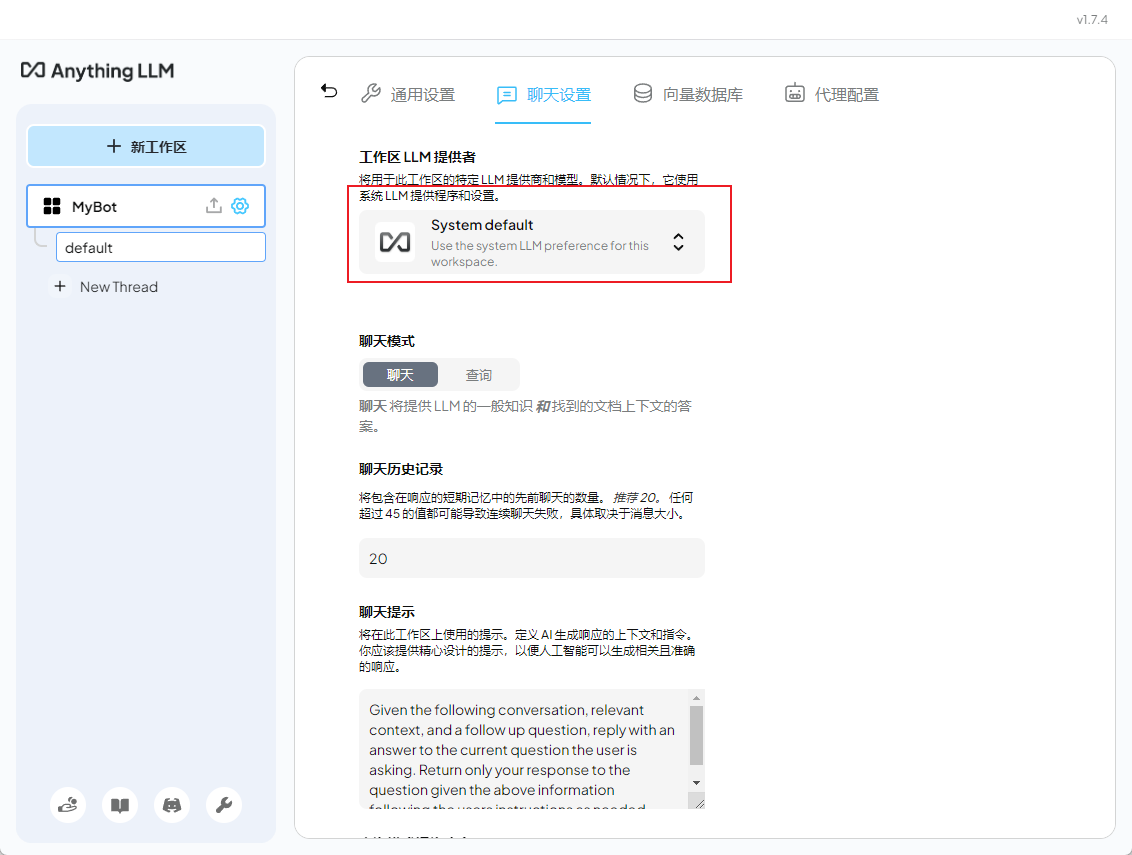 v1.7.4
Anything LLM
新工作区
MyBot
default
New Thread
通用设置
聊天设置
向量数据库
代理配置
工作区 LLM 提供者
将用于此工作区的特定 LLM 提供商和模型。默认情况下，它使用
系统 LLM 提供程序和设置。
System default
Use the system LLM preference for this
workspace.
聊天模式
聊天
查询
聊天 将提供 LLM 的一般知识 和 找到的文档上下文的答
案。
聊天历史记录
将包含在响应的短期记忆中的先前聊天的数量。 推荐 20。 任何
超过 45 的值都可能导致连续聊天失败，具体取决于消息大小。
20
聊天提示
将在此工作区上使用的提示。定义 AI 生成响应的上下文和指令。
你应该提供精心设计的提示，以便人工智能可以生成相关且准确
的响应。
Given the following conversation, relevant
context, and a follow up question, reply with an
answer to the current question the user is
asking. Return only your response to the
question given the above information
following the users instructions as needed.